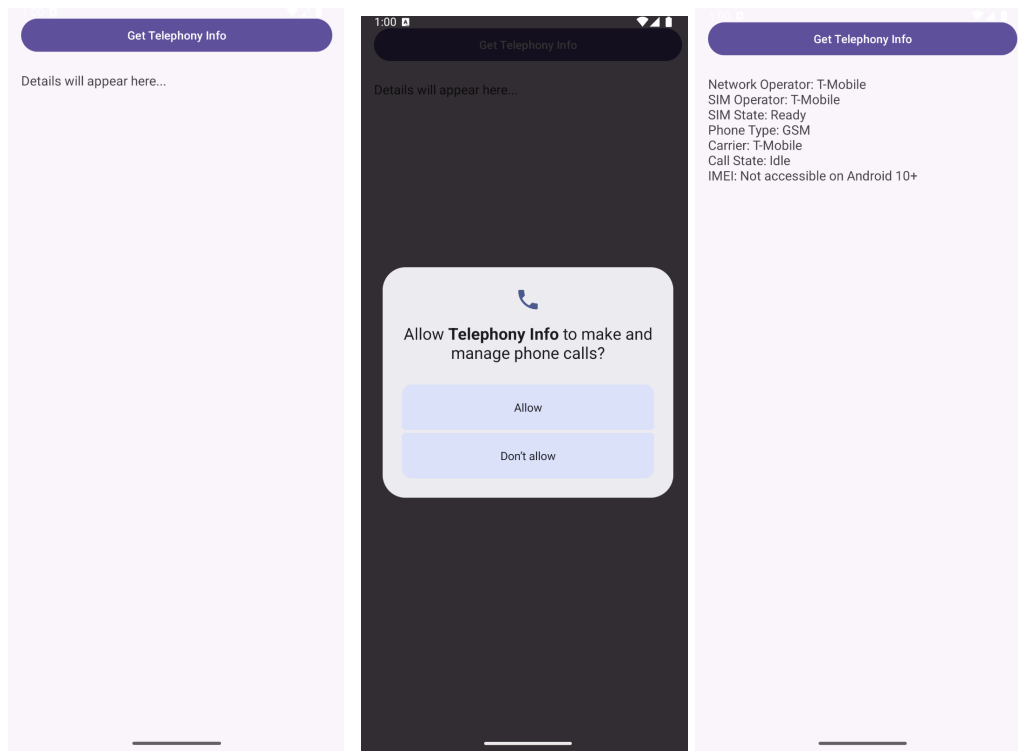 Get Telephony Info
Details will appear here...
1:00
Get Telephony Info
Details will appear here...
Allow Telephony Info to make and
manage phone calls?
Allow
Don't allow
Get Telephony Info
Network Operator: T-Mobile
SIM Operator: T-Mobile
SIM State: Ready
Phone Type: GSM
Carrier: T-Mobile
Call State: Idle
IMEI: Not accessible on Android 10+